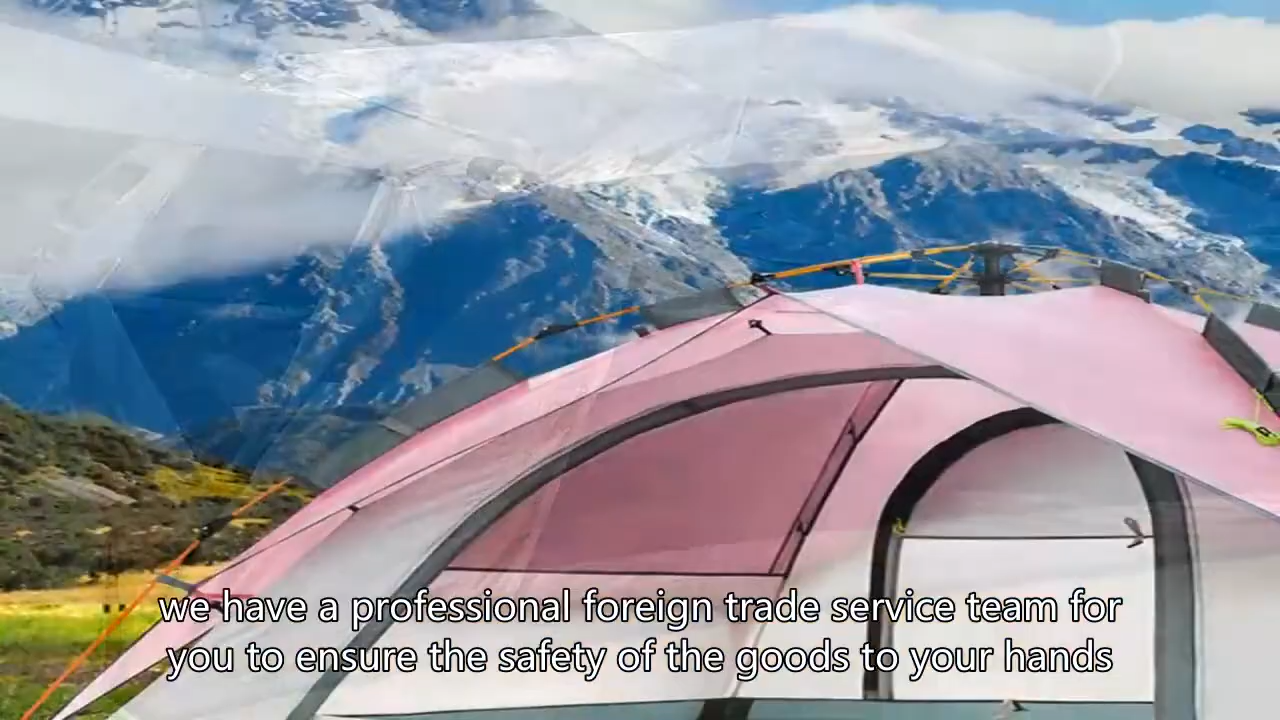 we have a professional foreign trade service team for
you to ensure the safety of the goods to your hands